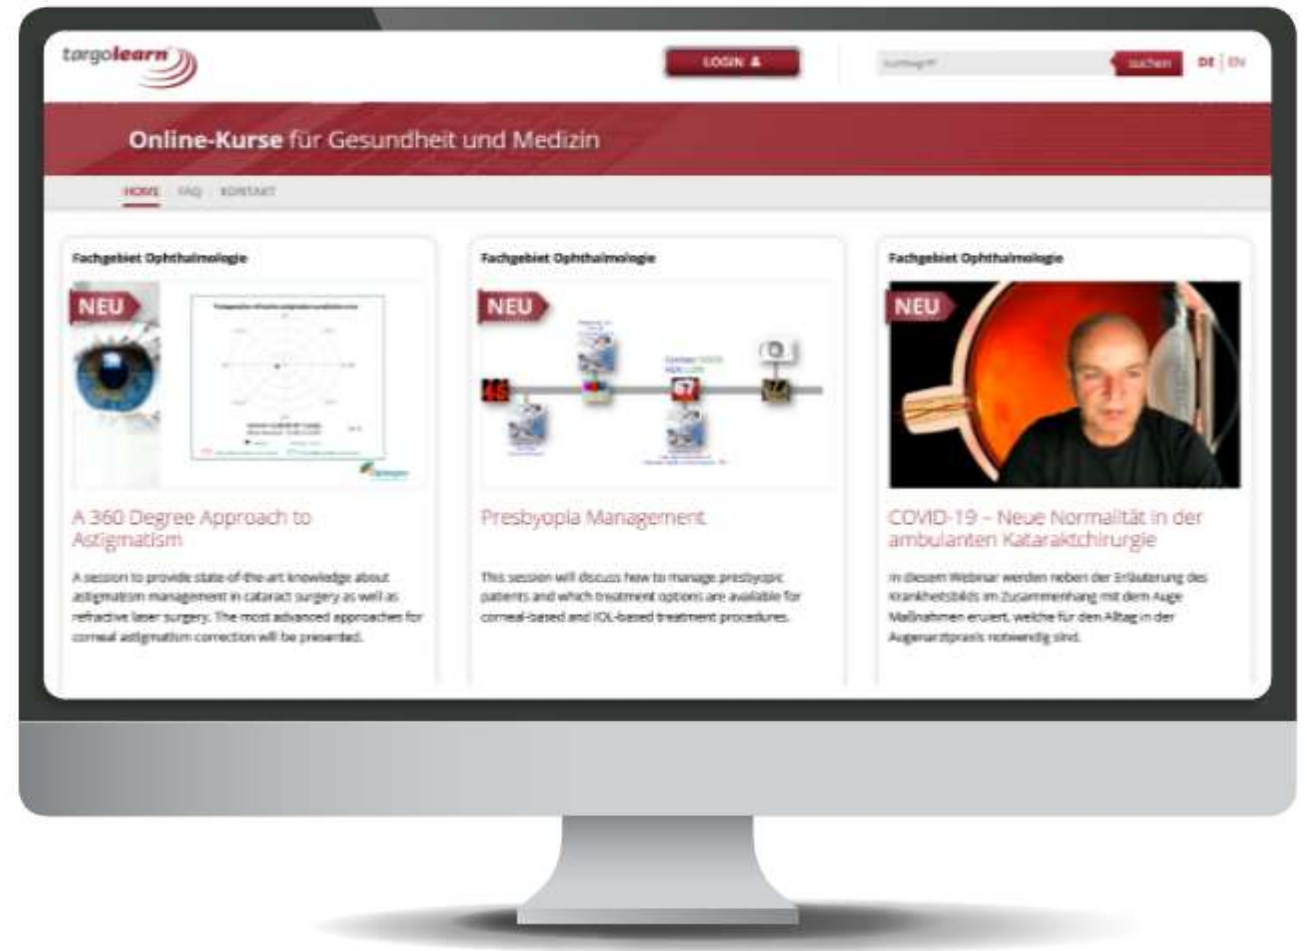 targolearn
LOGIN
suchen
DE | EN
Online-Kurse für Gesundheit und Medizin
HOME FAQ KONTAKT
Fachgebiet Ophthalmologie
NEU
A 360 Degree Approach to
Astigmatism
A session to provide state-of-the-art knowledge about
astigmatism management in cataract surgery as well as
refractive laser surgery. The most advanced approaches for
corneal astigmatism correction will be presented.
Fachgebiet Ophthalmologie
NEU
45
Presbyopia Management
This session will discuss how to manage presbyopic
patients and which treatment options are available for
corneal-based and IOL-based treatment procedures.
Fachgebiet Ophthalmologie
NEU
COVID-19 – Neue Normalität in der
ambulanten Kataraktchirurgie
In diesem Webinar werden neben der Erläuterung des
Krankheitsbilds im Zusammenhang mit dem Auge
Maßnahmen eruiert, welche für den Alltag in der
Augenarztpraxis notwendig sind.